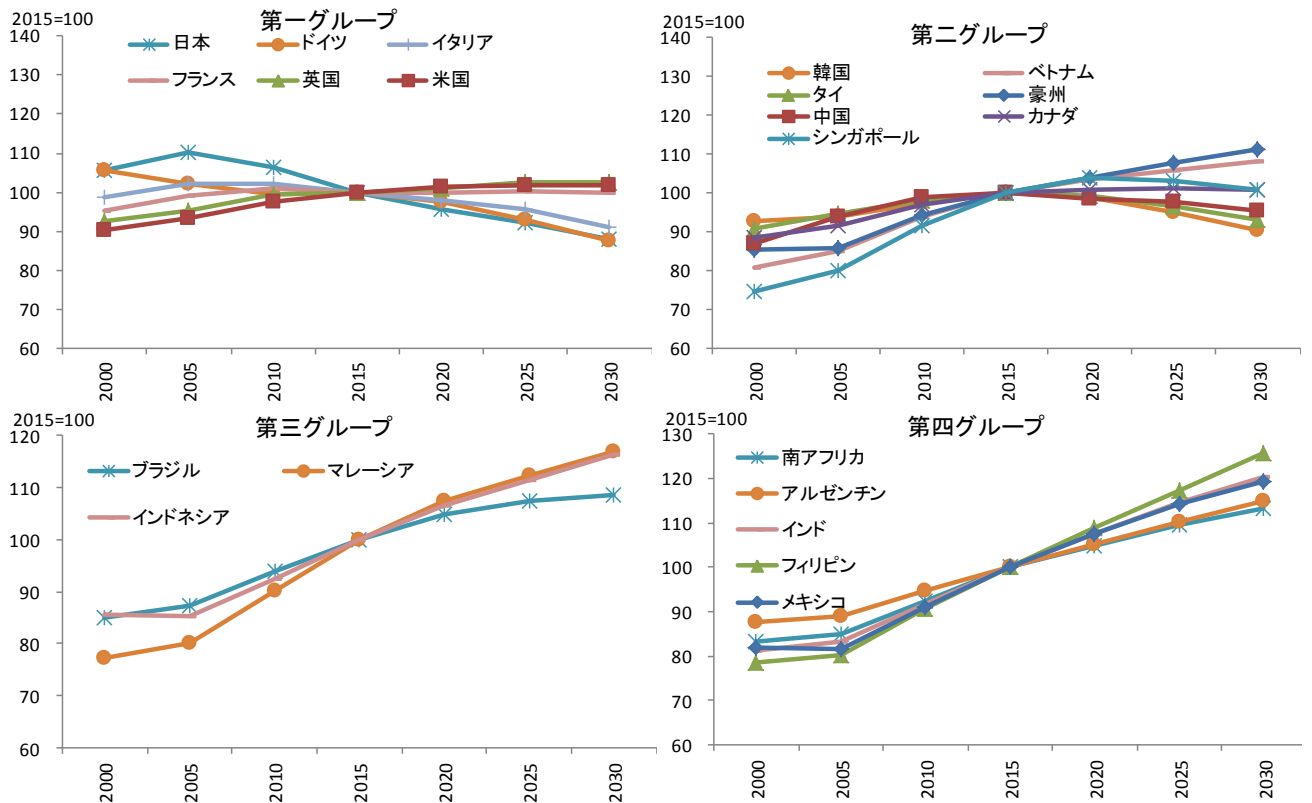 2015=100
第一グループ
140
130
120
110
100
90
80
70
60
日本
ドイツ
イタリア
フランス
英国
米国
2000
2005
2010
2015
2020
2025
2030
2015=100
第二グループ
140
130
120
110
100
90
80
70
60
韓国
ベトナム
タイ
豪州
中国
カナダ
シンガポール
2000
2005
2010
2015
2020
2025
2030
2015=100
第三グループ
120
110
100
90
80
70
60
ブラジル
マレーシア
インドネシア
2000
2005
2010
2015
2020
2025
2030
2015=100
第四グループ
130
120
110
100
90
80
70
60
南アフリカ
アルゼンチン
インド
フィリピン
メキシコ
2000
2005
2010
2015
2020
2025
2030